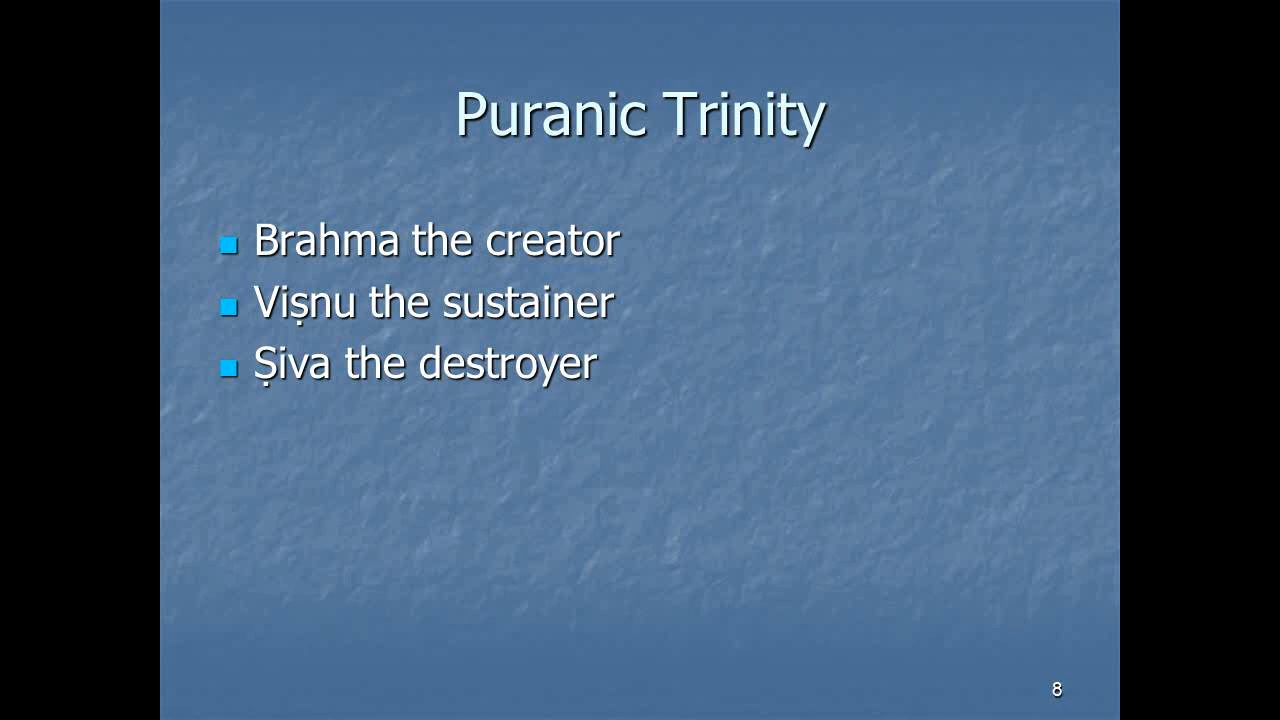 Puranic Trinity
Brahma the creator
Viṣnu the sustainer
Ṣiva the destroyer
8